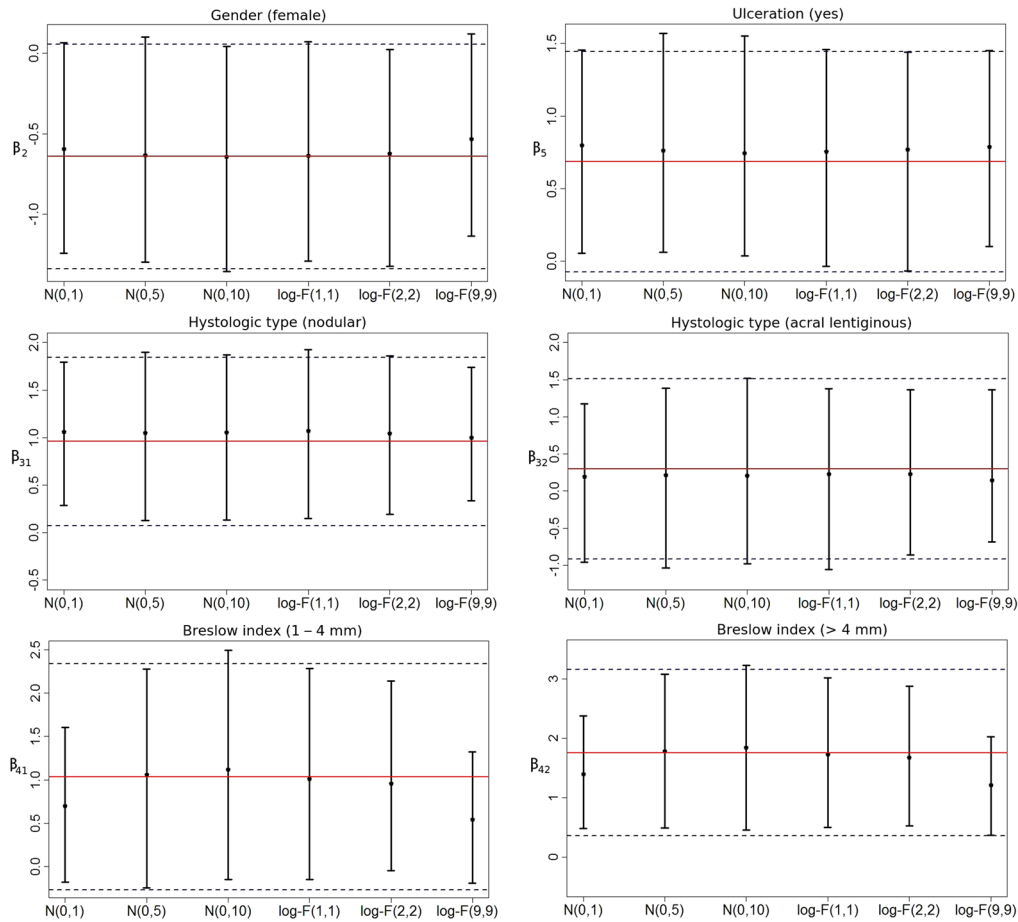 Gender (female)
0.0
-0.5
-1.0
β2
N(0,1) N(0,5) N(0,10) log-F(1,1) log-F(2,2) log-F(9,9)
Ulceration (yes)
1.5
1.0
0.5
0.0
β5
N(0,1) N(0,5) N(0,10) log-F(1,1) log-F(2,2) log-F(9,9)
Hystologic type (nodular)
2.0
1.5
1.0
0.5
0.0
-0.5
β31
N(0,1) N(0,5) N(0,10) log-F(1,1) log-F(2,2) log-F(9,9)
Hystologic type (acral lentiginous)
2.0
1.5
1.0
0.5
0.0
-0.5
-1.0
β32
N(0,1) N(0,5) N(0,10) log-F(1,1) log-F(2,2) log-F(9,9)
Breslow index (1 – 4 mm)
2.5
2.0
1.5
1.0
0.5
0.0
β41
N(0,1) N(0,5) N(0,10) log-F(1,1) log-F(2,2) log-F(9,9)
Breslow index (> 4 mm)
3
2
1
0
β42
N(0,1) N(0,5) N(0,10) log-F(1,1) log-F(2,2) log-F(9,9)